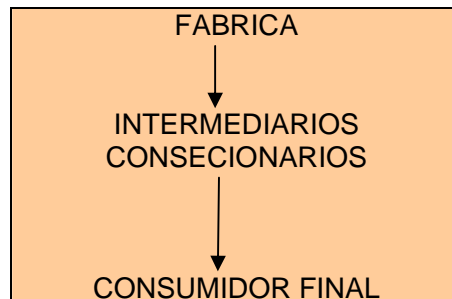 FABRICA
INTERMEDIARIOS
CONSECIONARIOS
CONSUMIDOR FINAL